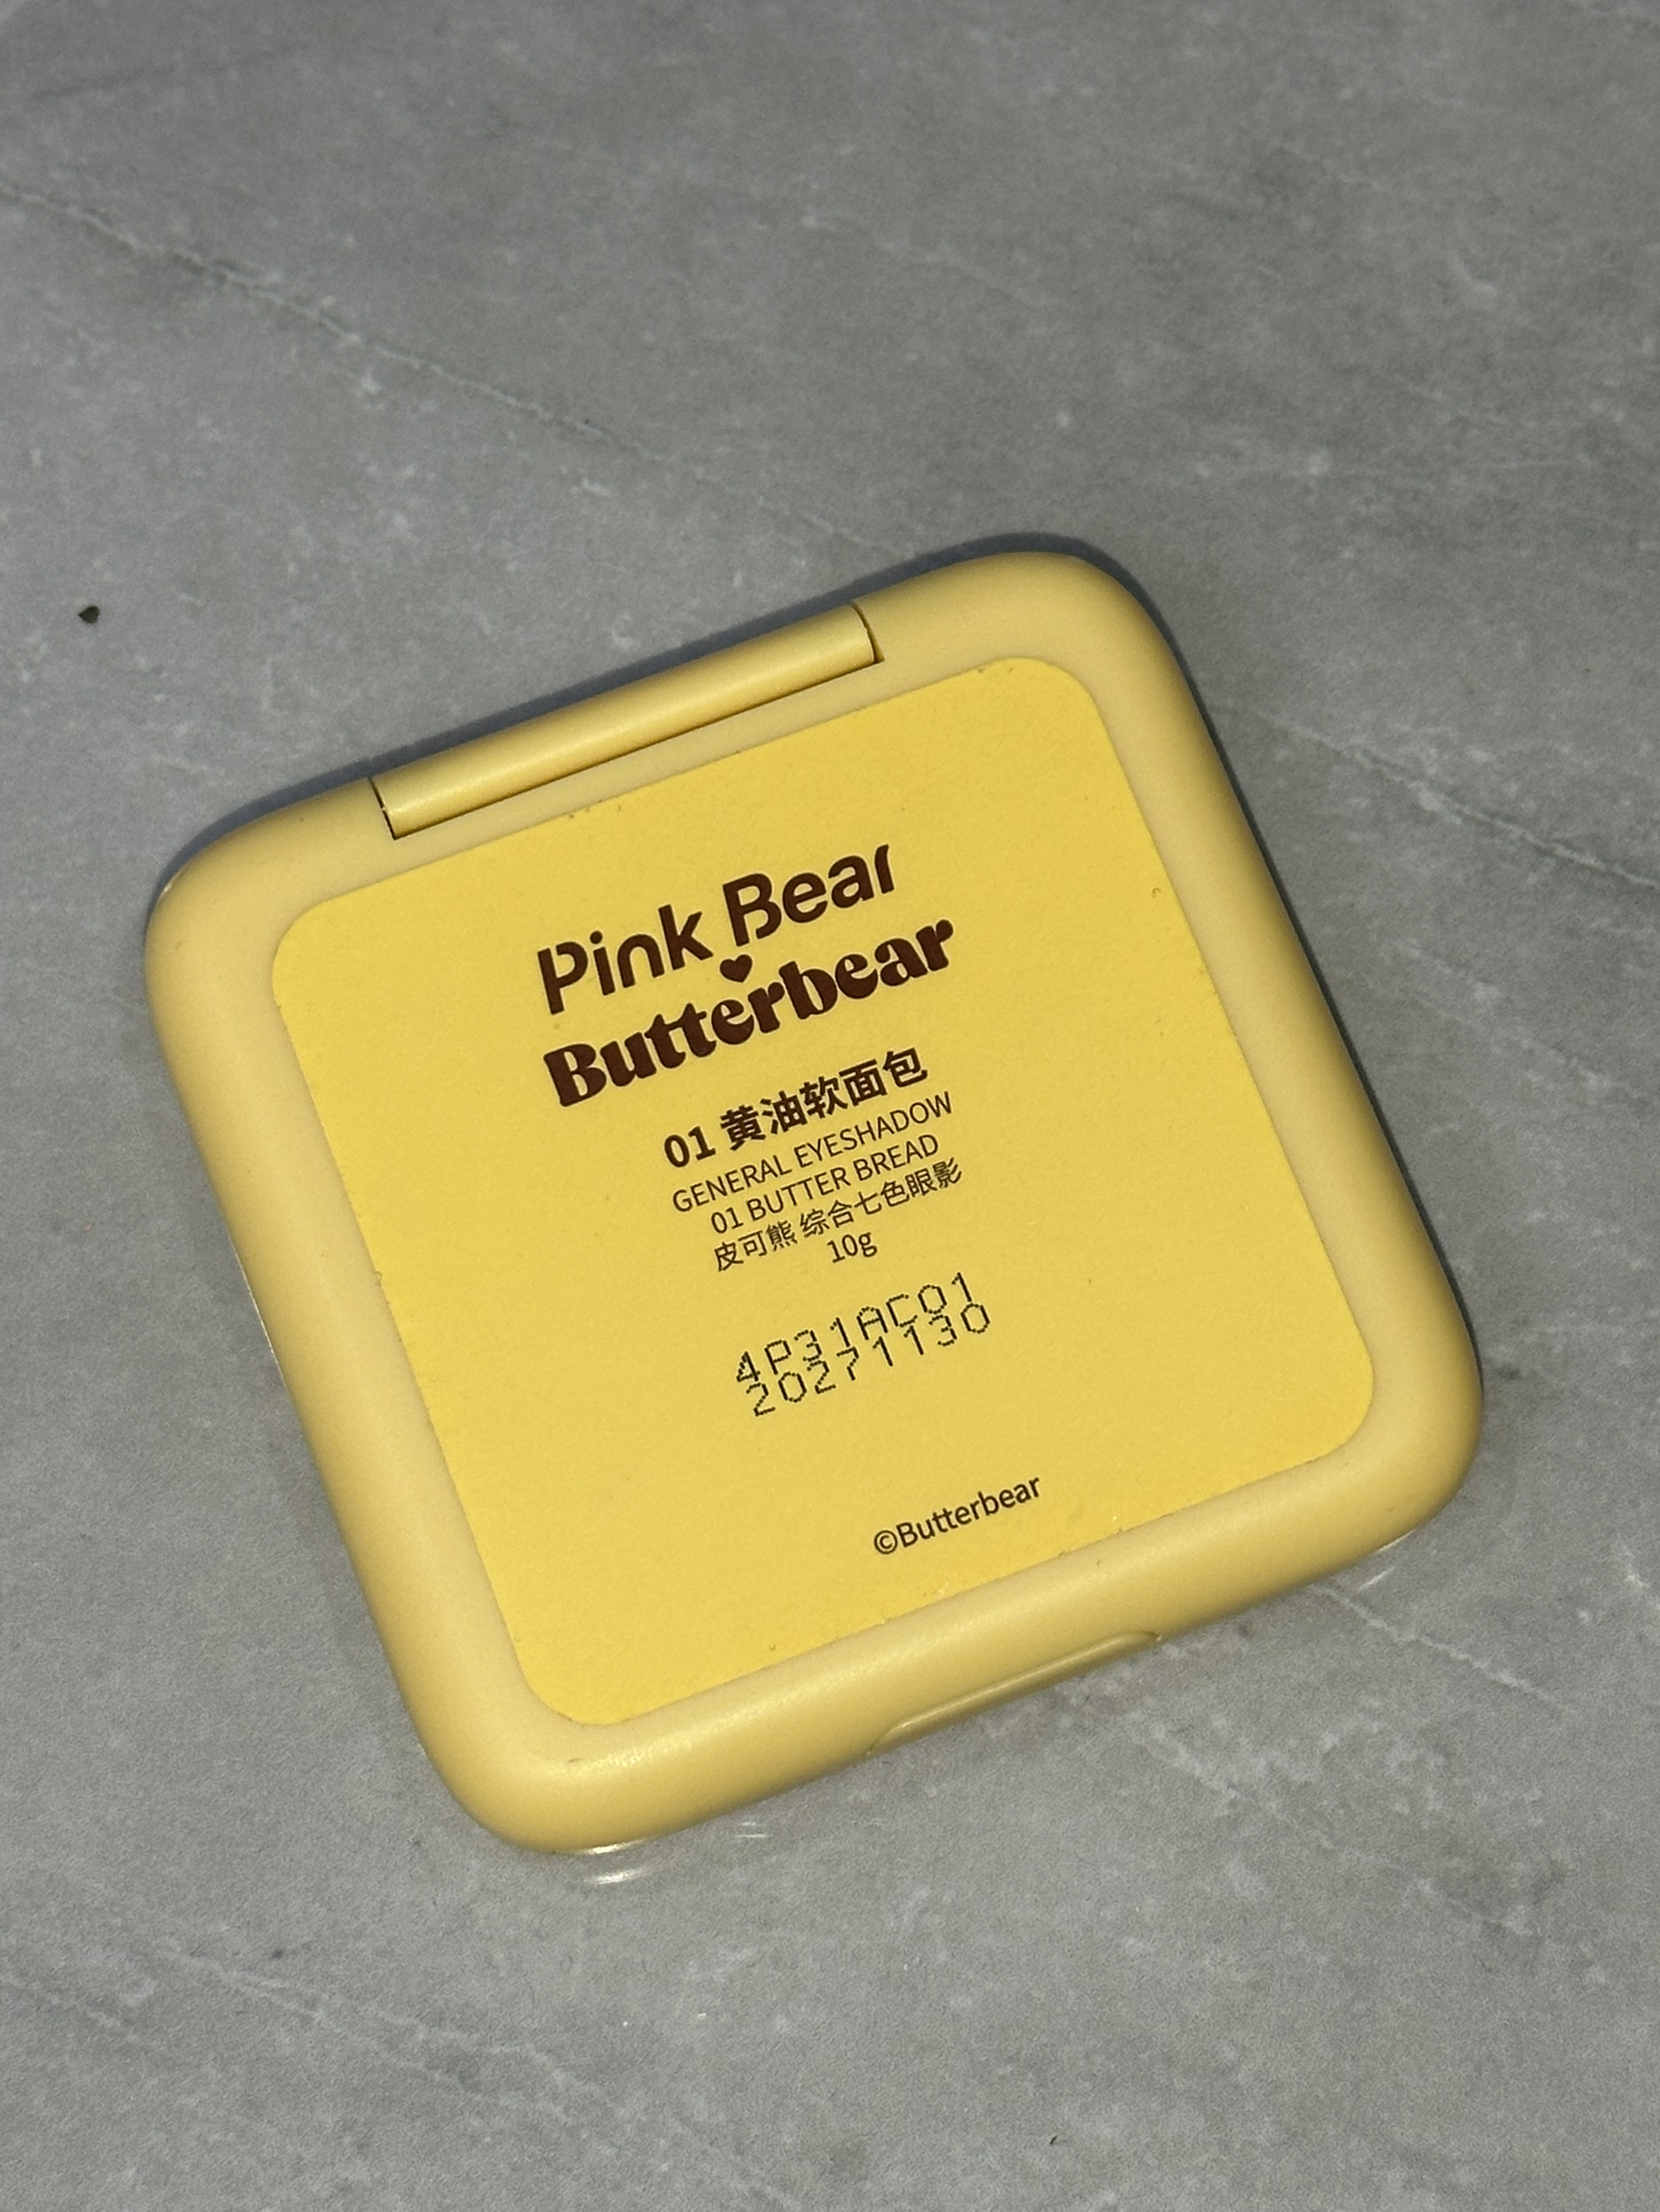 Pink Bear
Butterbear
01 黄油软面包
GENERAL EYESHADOW
01 BUTTER BREAD
皮可熊 综合七色眼影
10g
4P31AC01
20271130
©Butterbear